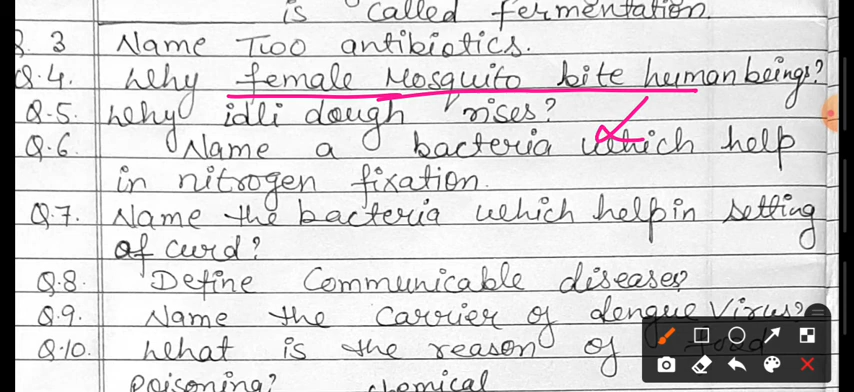 is called fermentation.
Q. 3 Name Two antibiotics.
Q.4. Why female Mosquito bite human beings?
Q.5. Why idli dough rises?
Q.6. Name a bacteria which help
in nitrogen fixation.
Q.7. Name the bacteria which help in setting
of curd?
Q.8. Define Communicable diseases
Q.9. Name the carrier of dengue Virus?
Q.10. What is the reason of food
poisoning? chemical